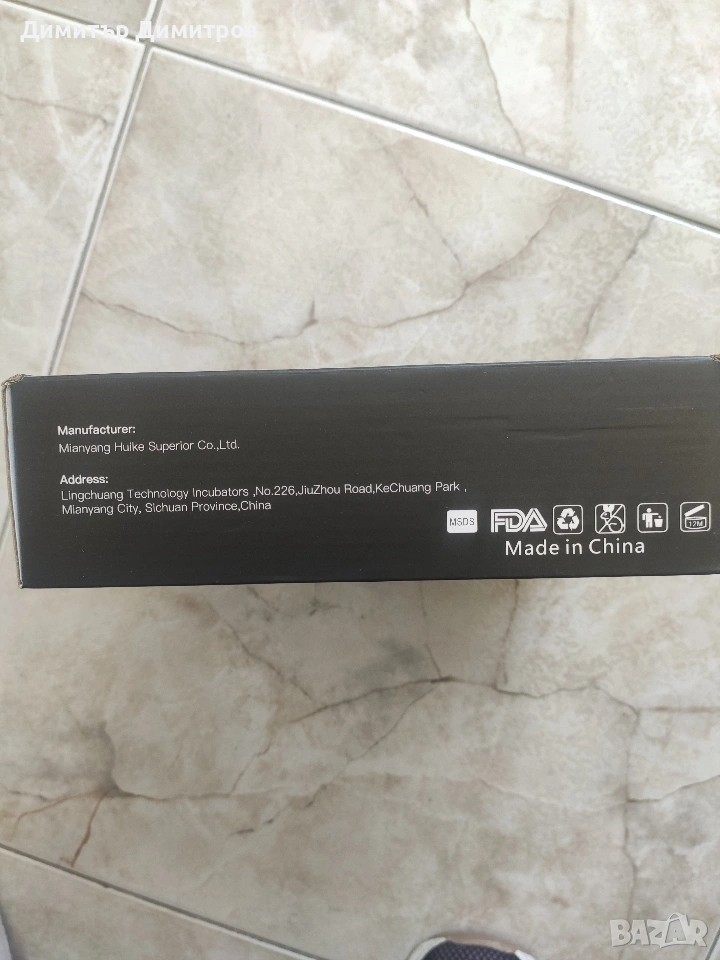 Димитър Димитров
Manufacturer:
Mianyang Huike Superior Co.,Ltd.
Address:
Lingchuang Technology Incubators ,No.226,JiuZhou Road,KeChuang Park ,
Mianyang City, Sichuan Province,China
MSDS FDA 12M
Made in China
BAZAR